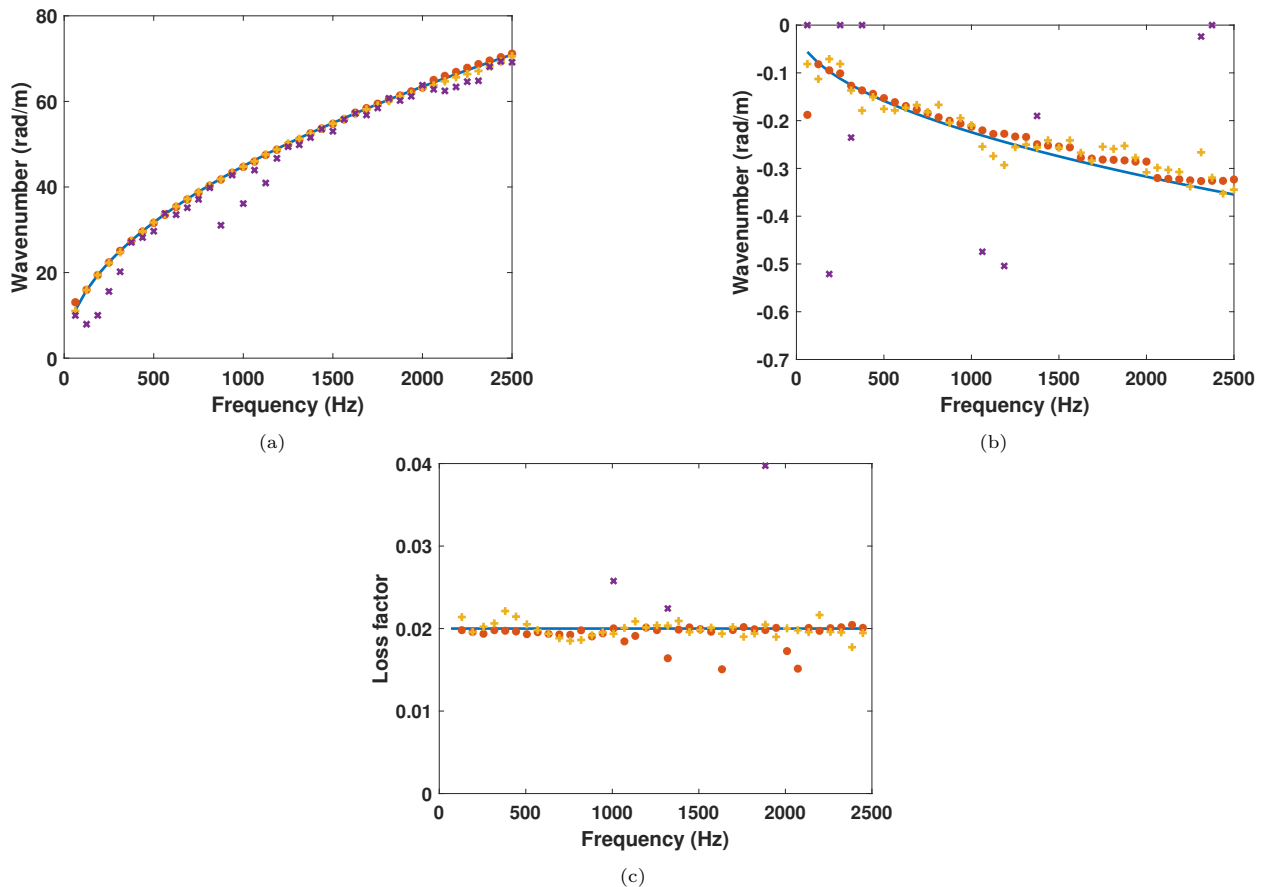 80
60
40
20
0
0 500 1000 1500 2000 2500
Wavenumber (rad/m)
Frequency (Hz)
(a)
0
-0.1
-0.2
-0.3
-0.4
-0.5
-0.6
-0.7
0 500 1000 1500 2000 2500
Wavenumber (rad/m)
Frequency (Hz)
(b)
0.04
0.03
0.02
0.01
0
0 500 1000 1500 2000 2500
Loss factor
Frequency (Hz)
(c)